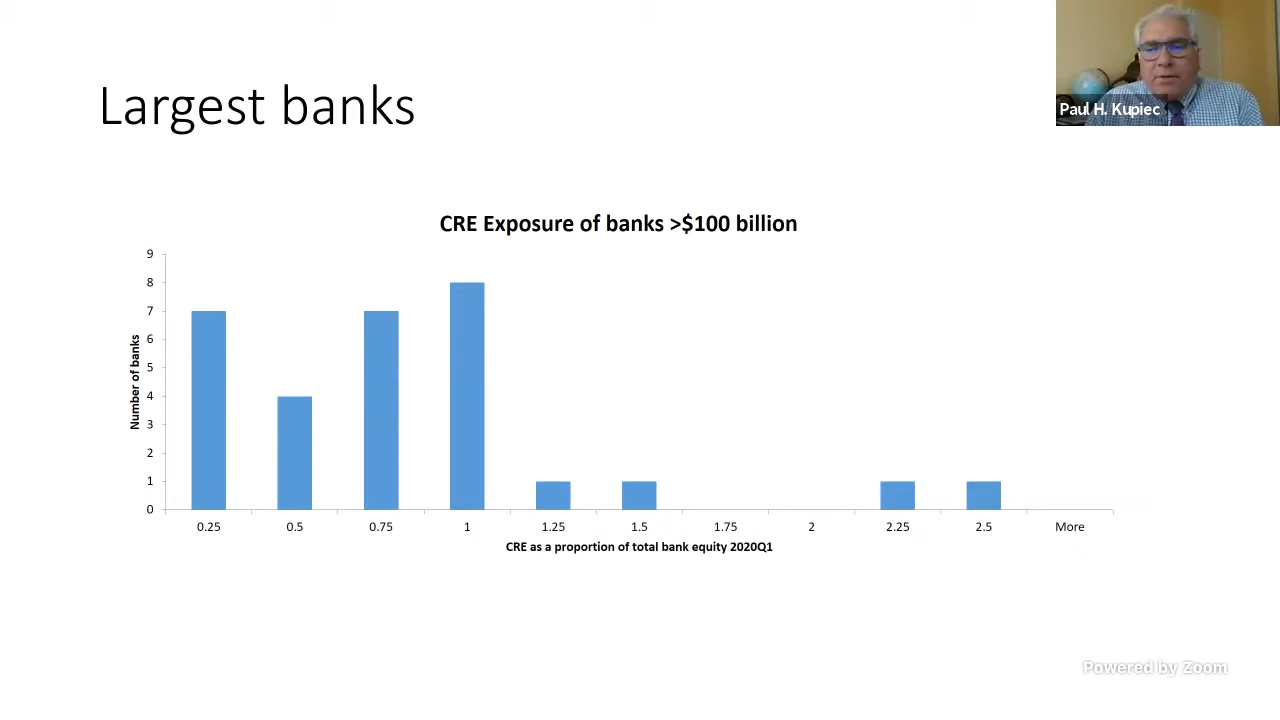 Largest banks
Paul H. Kupiec
CRE Exposure of banks >$100 billion
Number of banks
9
8
7
6
5
4
3
2
1
0
0.25 0.5 0.75 1 1.25 1.5 1.75 2 2.25 2.5 More
CRE as a proportion of total bank equity 2020Q1
Powered by Zoom